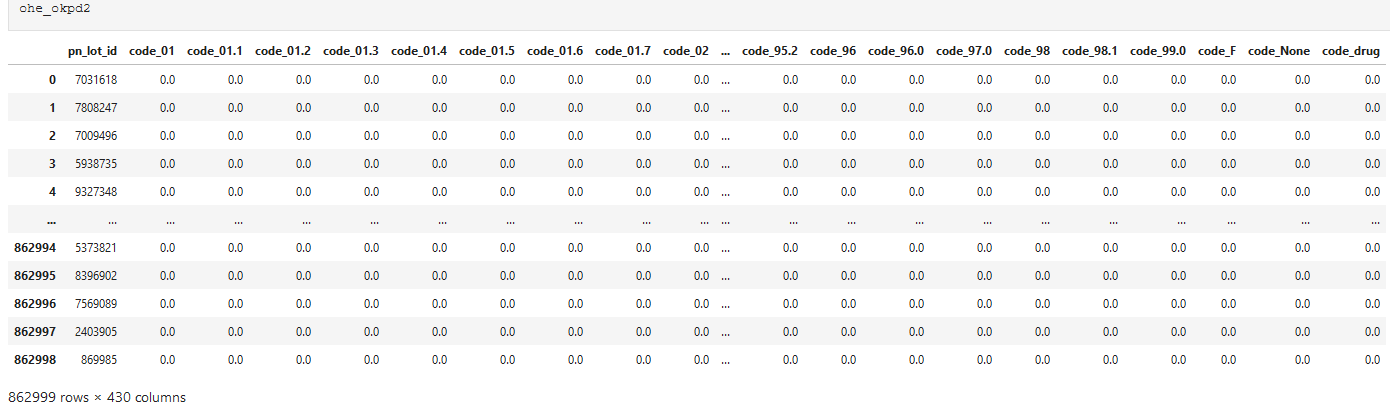 ohe_okpd2
pn_lot_id code_01 code_01.1 code_01.2 code_01.3 code_01.4 code_01.5 code_01.6 code_01.7 code_02 ... code_95.2 code_96 code_96.0 code_97.0 code_98 code_98.1 code_99.0 code_F code_None code_drug
0 7031618 0.0 0.0 0.0 0.0 0.0 0.0 0.0 0.0 0.0 ... 0.0 0.0 0.0 0.0 0.0 0.0 0.0 0.0 0.0 0.0
1 7808247 0.0 0.0 0.0 0.0 0.0 0.0 0.0 0.0 0.0 ... 0.0 0.0 0.0 0.0 0.0 0.0 0.0 0.0 0.0 0.0
2 7009496 0.0 0.0 0.0 0.0 0.0 0.0 0.0 0.0 0.0 ... 0.0 0.0 0.0 0.0 0.0 0.0 0.0 0.0 0.0 0.0
3 5938735 0.0 0.0 0.0 0.0 0.0 0.0 0.0 0.0 0.0 ... 0.0 0.0 0.0 0.0 0.0 0.0 0.0 0.0 0.0 0.0
4 9327348 0.0 0.0 0.0 0.0 0.0 0.0 0.0 0.0 0.0 ... 0.0 0.0 0.0 0.0 0.0 0.0 0.0 0.0 0.0 0.0
... ... ... ... ... ... ... ... ... ... ... ... ... ... ... ... ... ... ... ... ... ...
862994 5373821 0.0 0.0 0.0 0.0 0.0 0.0 0.0 0.0 0.0 ... 0.0 0.0 0.0 0.0 0.0 0.0 0.0 0.0 0.0 0.0
862995 8396902 0.0 0.0 0.0 0.0 0.0 0.0 0.0 0.0 0.0 ... 0.0 0.0 0.0 0.0 0.0 0.0 0.0 0.0 0.0 0.0
862996 7569089 0.0 0.0 0.0 0.0 0.0 0.0 0.0 0.0 0.0 ... 0.0 0.0 0.0 0.0 0.0 0.0 0.0 0.0 0.0 0.0
862997 2403905 0.0 0.0 0.0 0.0 0.0 0.0 0.0 0.0 0.0 ... 0.0 0.0 0.0 0.0 0.0 0.0 0.0 0.0 0.0 0.0
862998 869985 0.0 0.0 0.0 0.0 0.0 0.0 0.0 0.0 0.0 ... 0.0 0.0 0.0 0.0 0.0 0.0 0.0 0.0 0.0 0.0
862999 rows × 430 columns